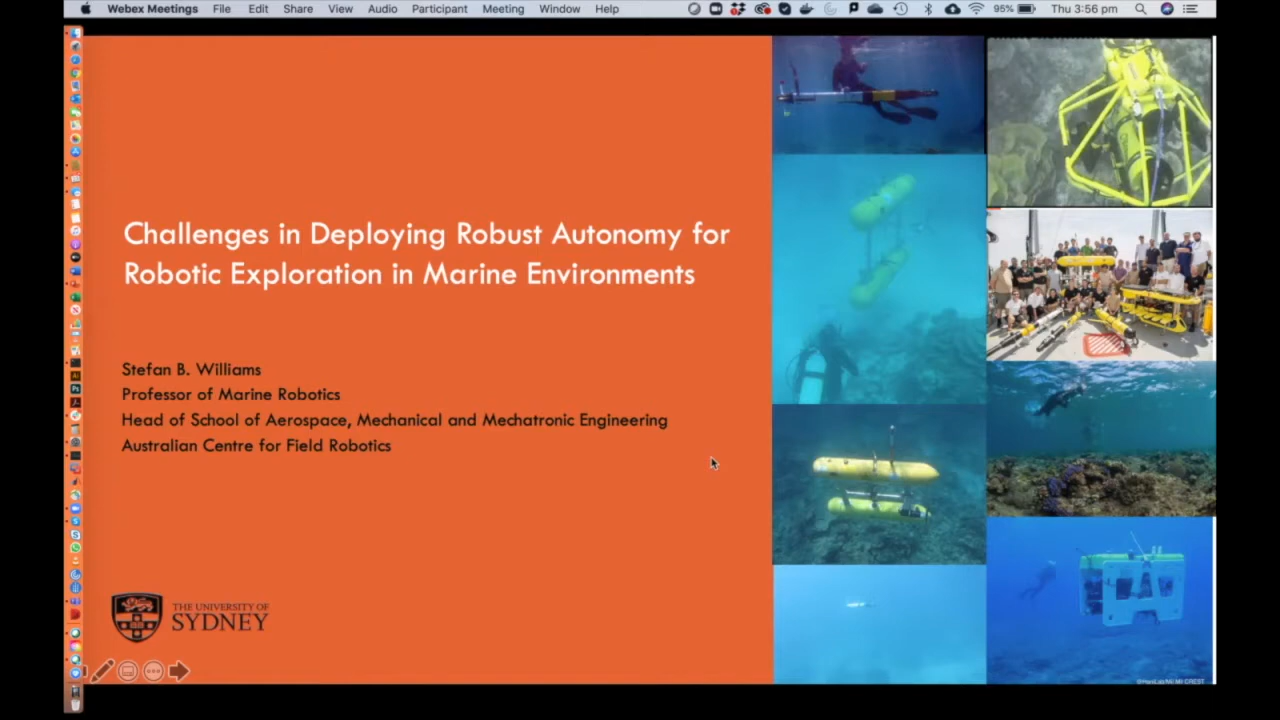 Webex Meetings File Edit Share View Audio Participant Meeting Window Help 95% Thu 3:56 pm
Challenges in Deploying Robust Autonomy for
Robotic Exploration in Marine Environments
Stefan B. Williams
Professor of Marine Robotics
Head of School of Aerospace, Mechanical and Mechatronic Engineering
Australian Centre for Field Robotics
THE UNIVERSITY OF
SYDNEY